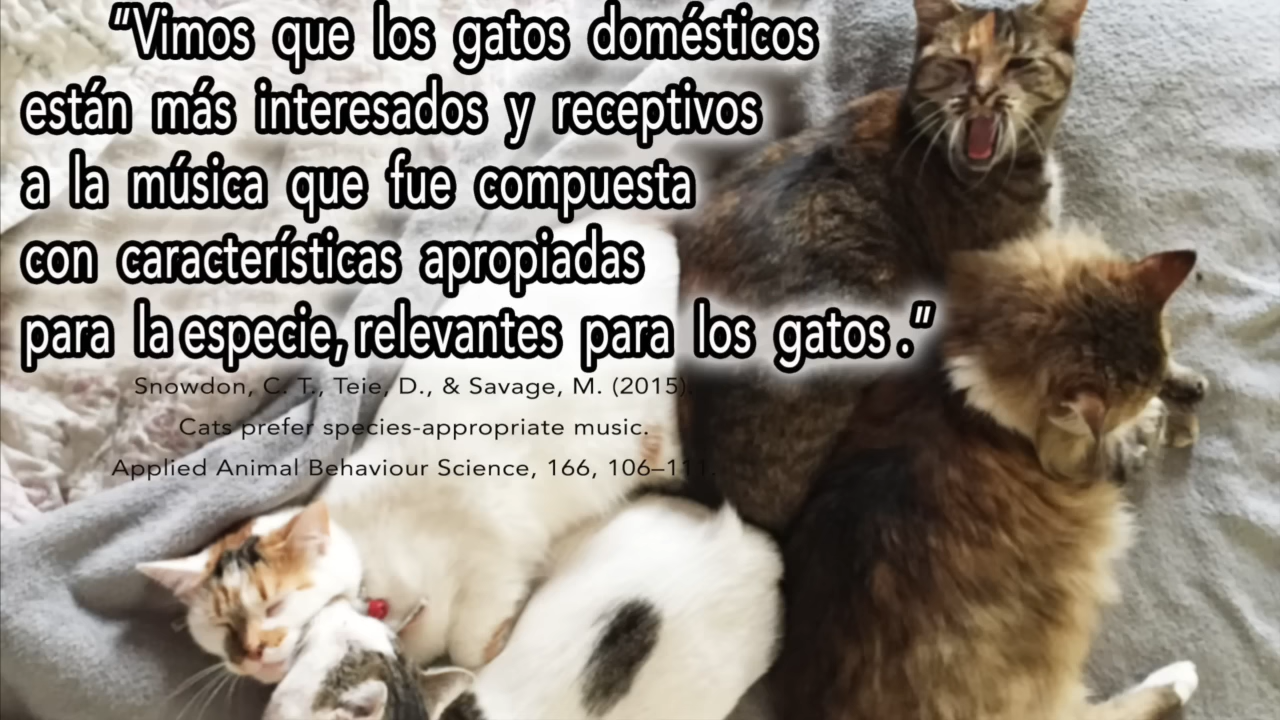 “Vimos que los gatos domésticos
están más interesados y receptivos
a la música que fue compuesta
con características apropiadas
para la especie, relevantes para los gatos.”
Snowdon, C. T., Teie, D., & Savage, M. (2015).
Cats prefer species-appropriate music.
Applied Animal Behaviour Science, 166, 106–111.